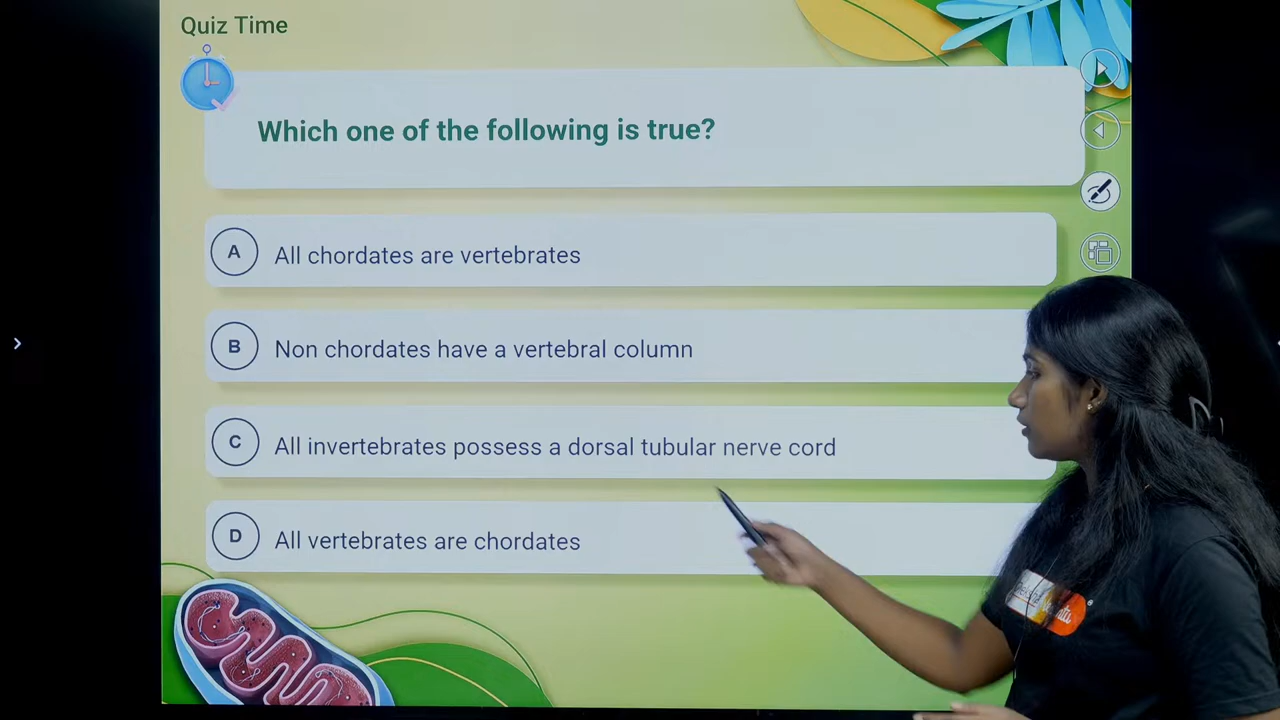 Quiz Time
Which one of the following is true?
A All chordates are vertebrates
B Non chordates have a vertebral column
C All invertebrates possess a dorsal tubular nerve cord
D All vertebrates are chordates